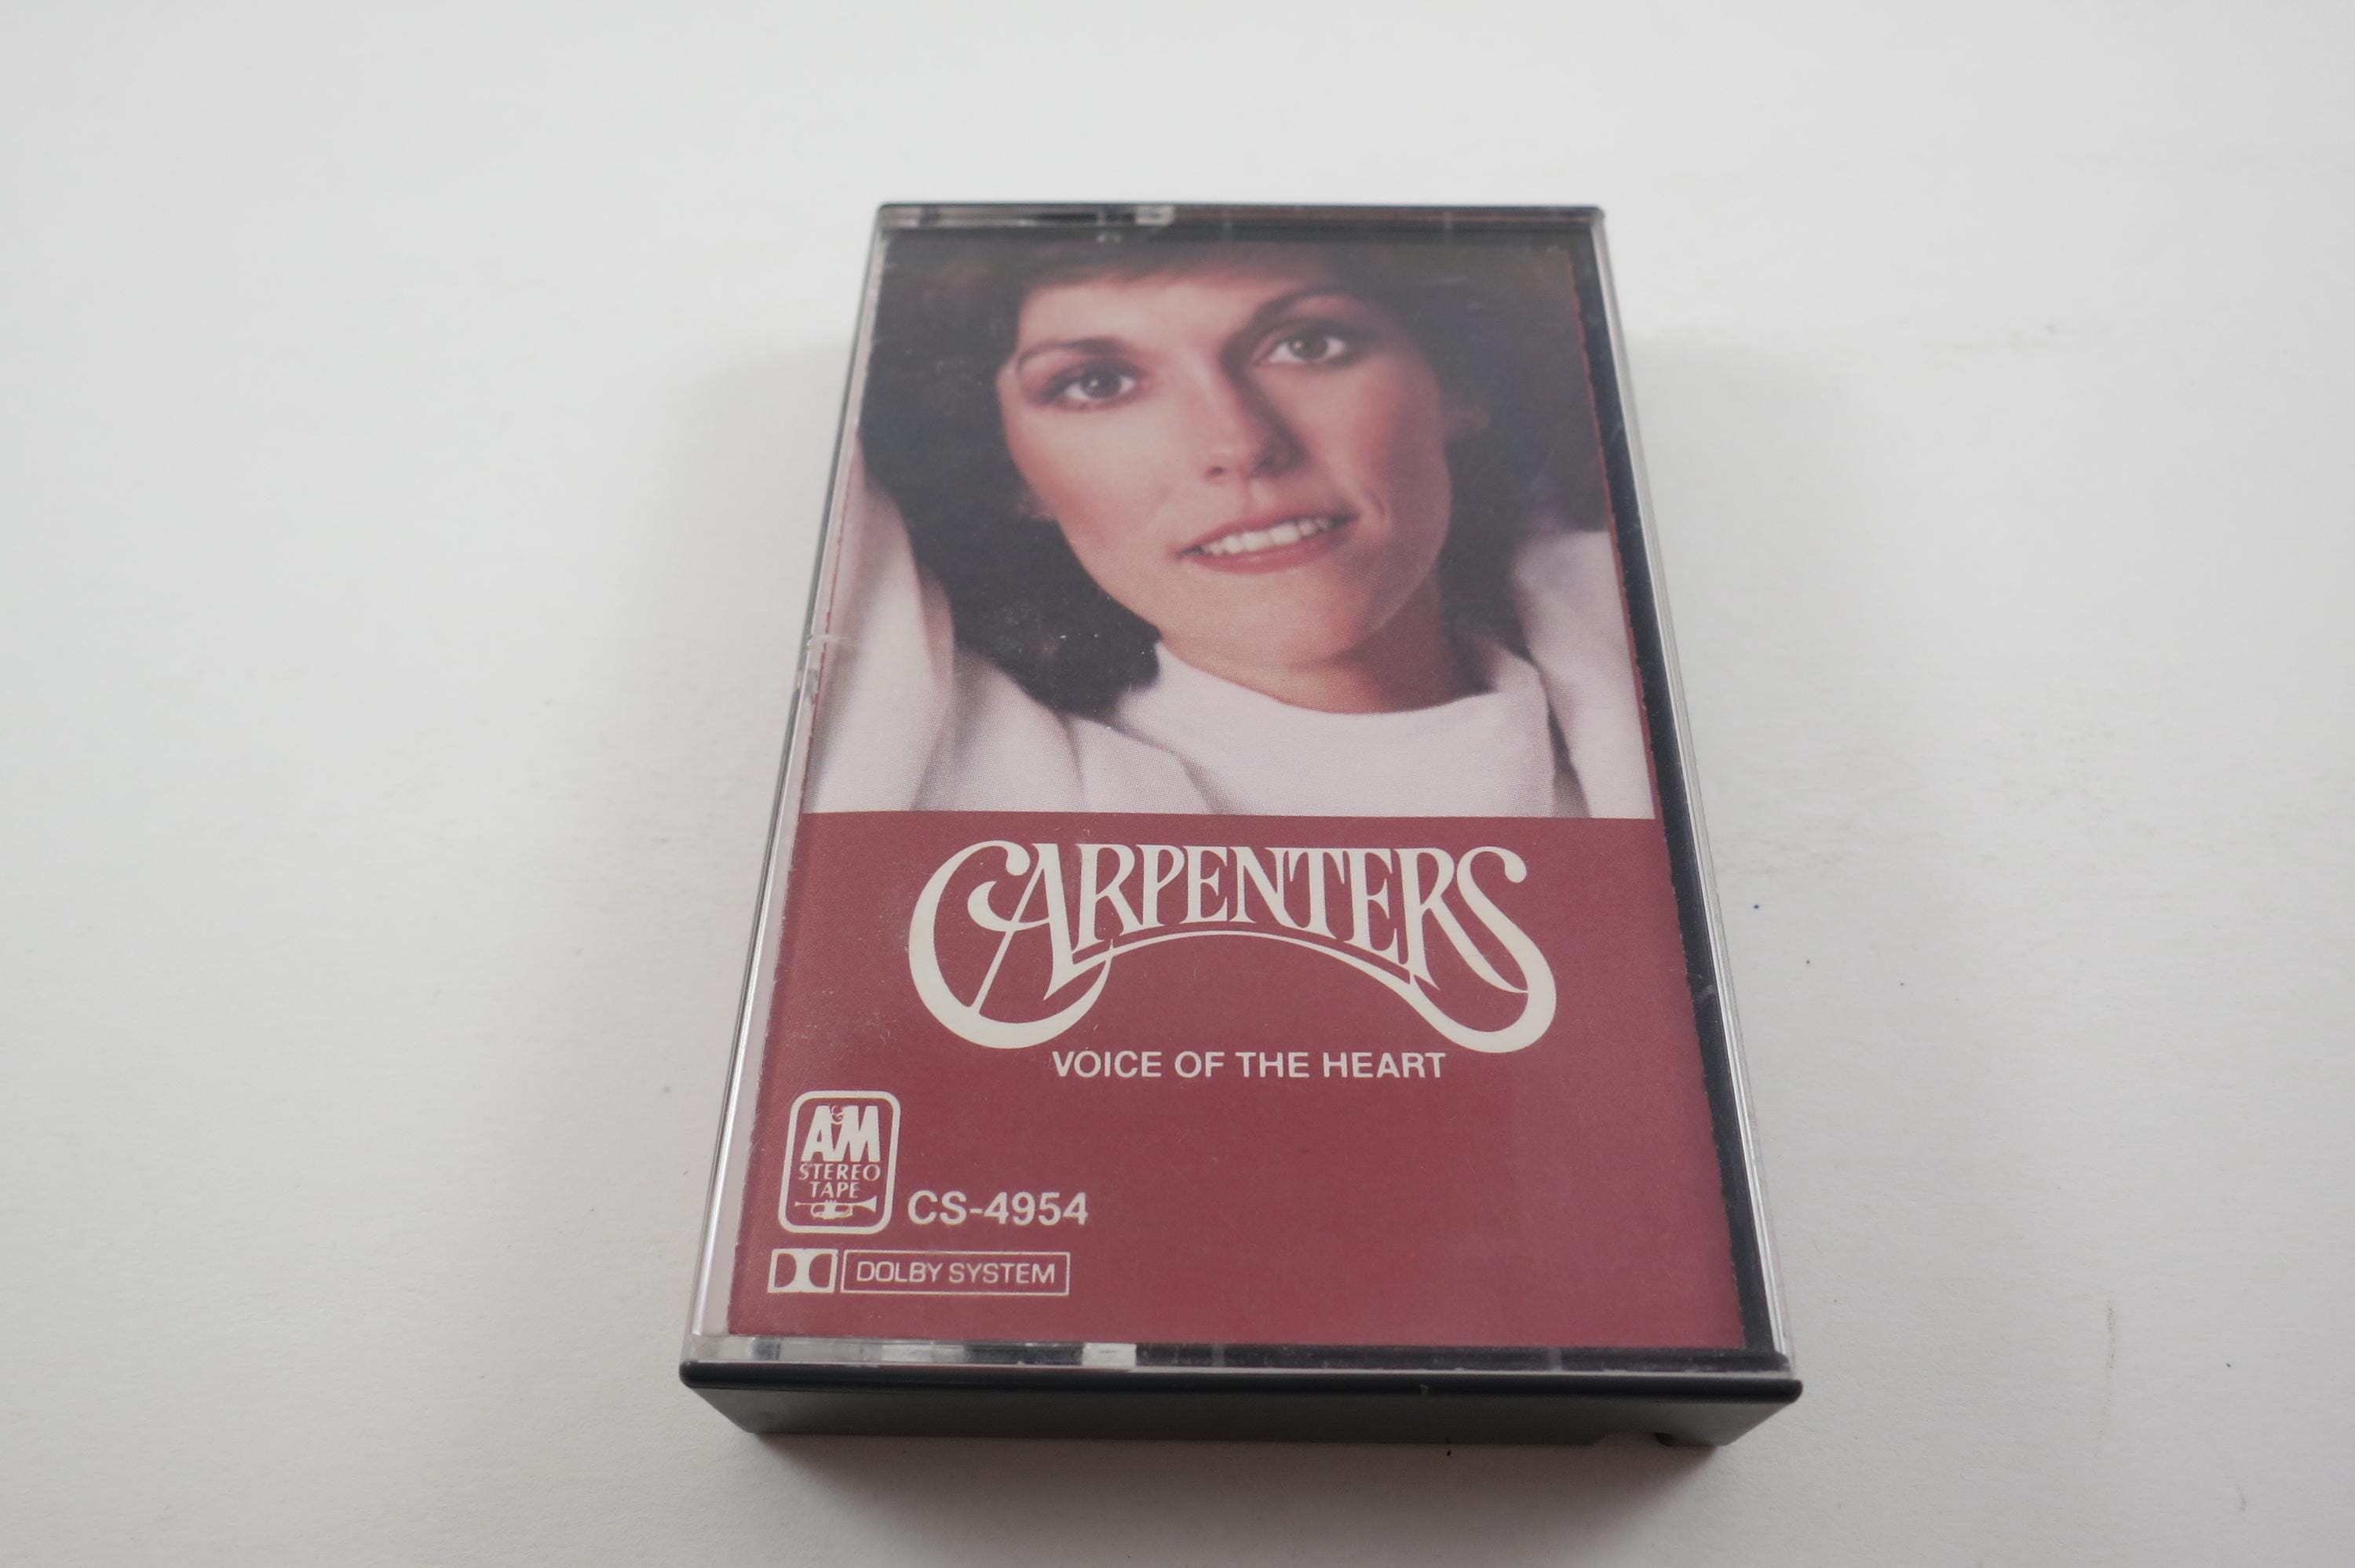 CARPENTERS
VOICE OF THE HEART
A&M
STEREO
TAPE
CS-4954
DOLBY SYSTEM